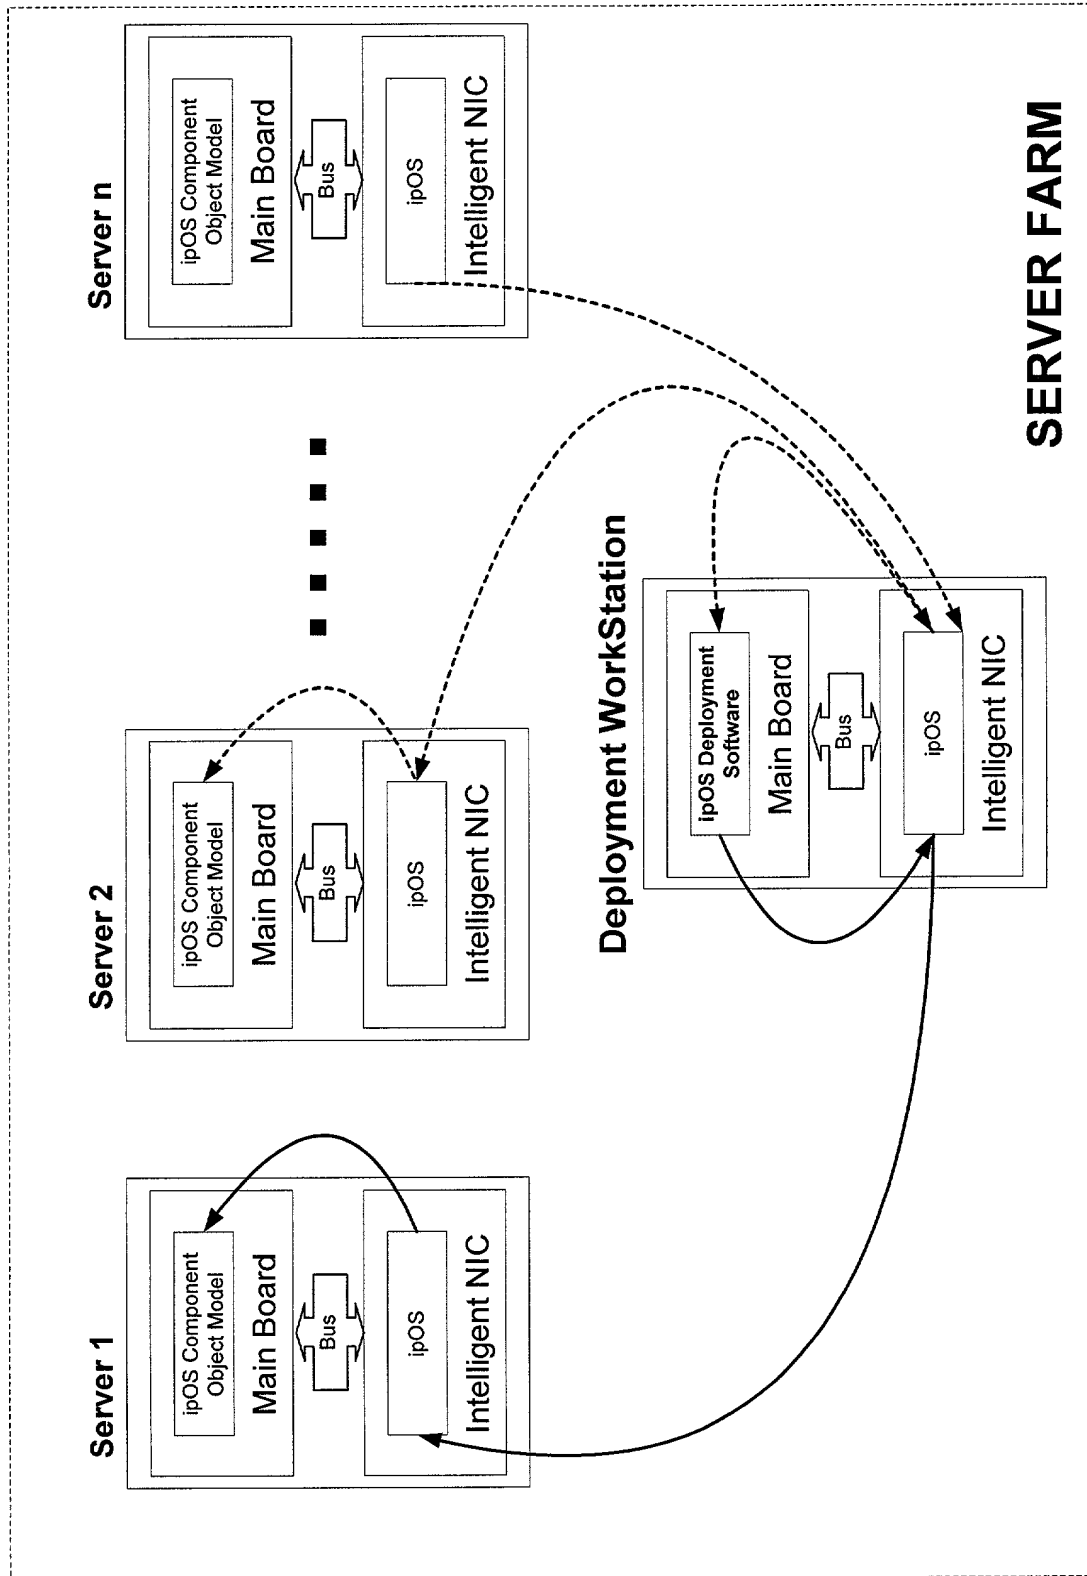 Server 1
ipOS Component
Object Model
Main Board
Bus
ipOS
Intelligent NIC
Server 2
ipOS Component
Object Model
Main Board
Bus
ipOS
Intelligent NIC
Server n
ipOS Component
Object Model
Main Board
Bus
ipOS
Intelligent NIC
Deployment WorkStation
ipOS Deployment
Software
Main Board
Bus
ipOS
Intelligent NIC
SERVER FARM